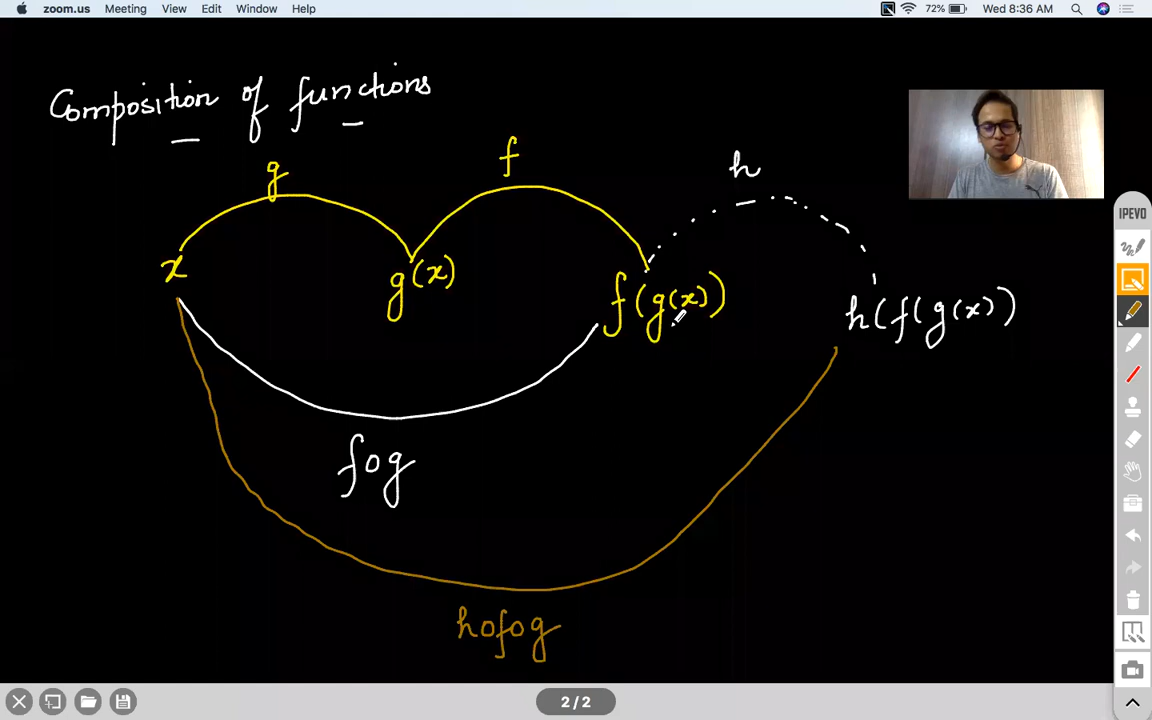 zoom.us Meeting View Edit Window Help 72% Wed 8:36 AM
Composition of functions
g f h
x g(x) f(g(x)) h(f(g(x))
fog
hofog
IPEVO
2/2